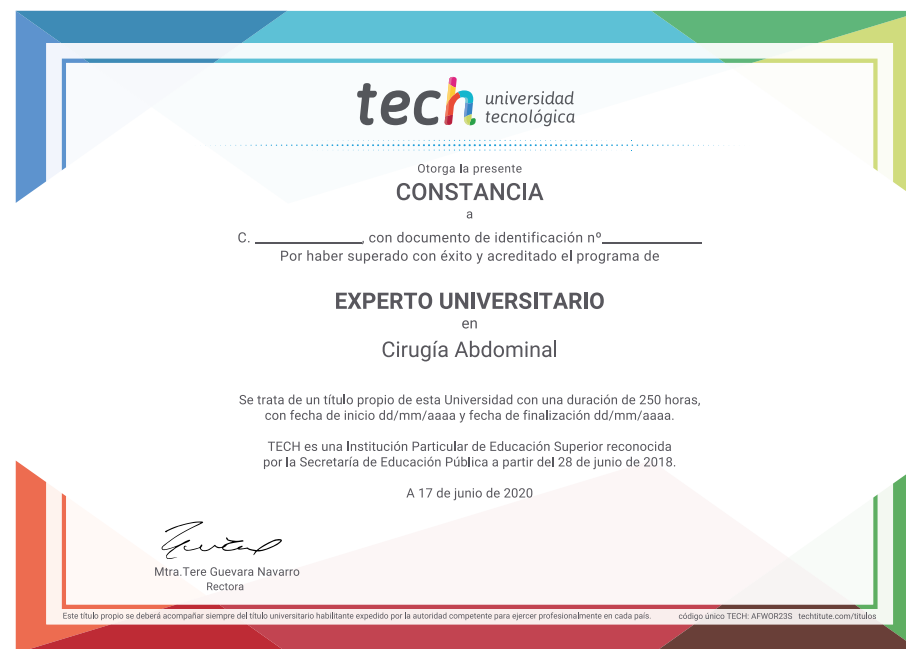 tech universidad
tecnológica
Otorga la presente
CONSTANCIA
a
C. ____________, con documento de identificación nº____________
Por haber superado con éxito y acreditado el programa de
EXPERTO UNIVERSITARIO
en
Cirugía Abdominal
Se trata de un título propio de esta Universidad con una duración de 250 horas,
con fecha de inicio dd/mm/aaaa y fecha de finalización dd/mm/aaaa.
TECH es una Institución Particular de Educación Superior reconocida
por la Secretaría de Educación Pública a partir del 28 de junio de 2018.
A 17 de junio de 2020
Mtra.Tere Guevara Navarro
Rectora
Este título propio se deberá acompañar siempre del título universitario habilitante expedido por la autoridad competente para ejercer profesionalmente en cada país. código único TECH: AFWOR23S techtitute.com/titulos